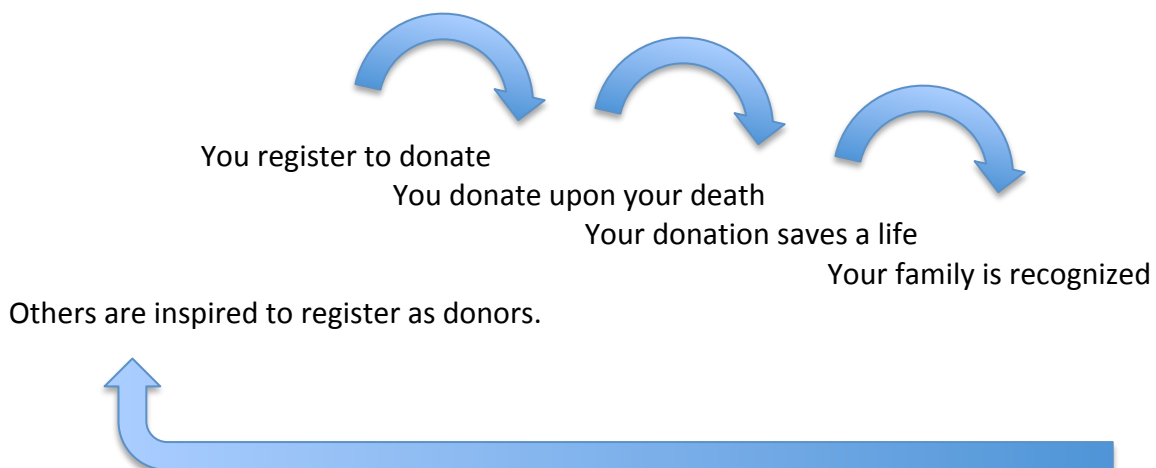 You register to donate
You donate upon your death
Your donation saves a life
Your family is recognized
Others are inspired to register as donors.